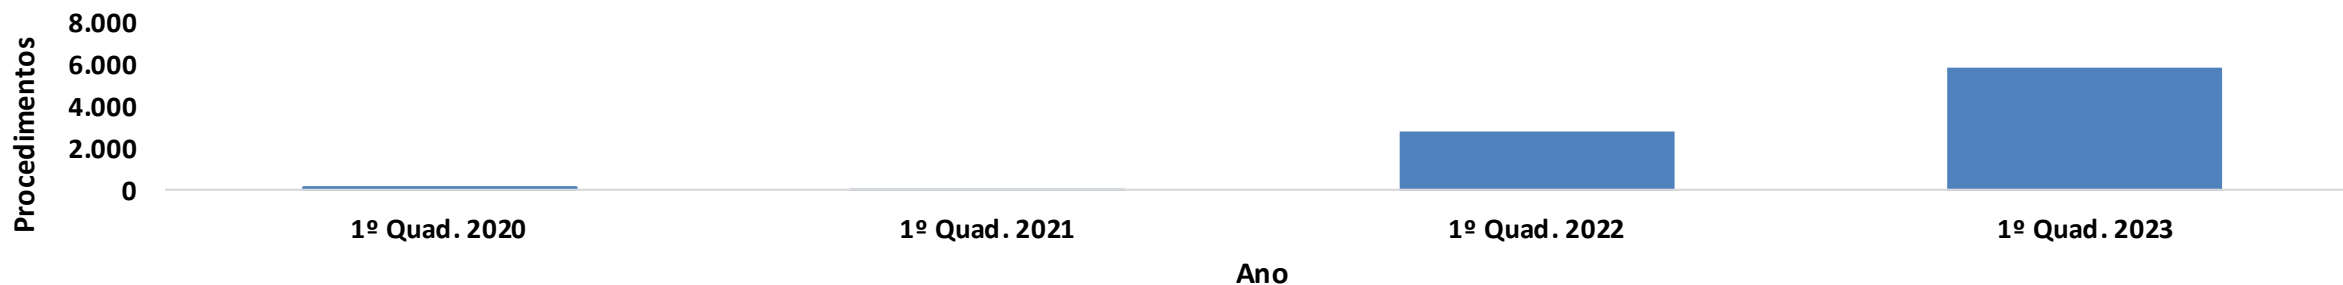 Procedimentos
8.000
6.000
4.000
2.000
0
1º Quad. 2020
1º Quad. 2021
1º Quad. 2022
1º Quad. 2023
Ano